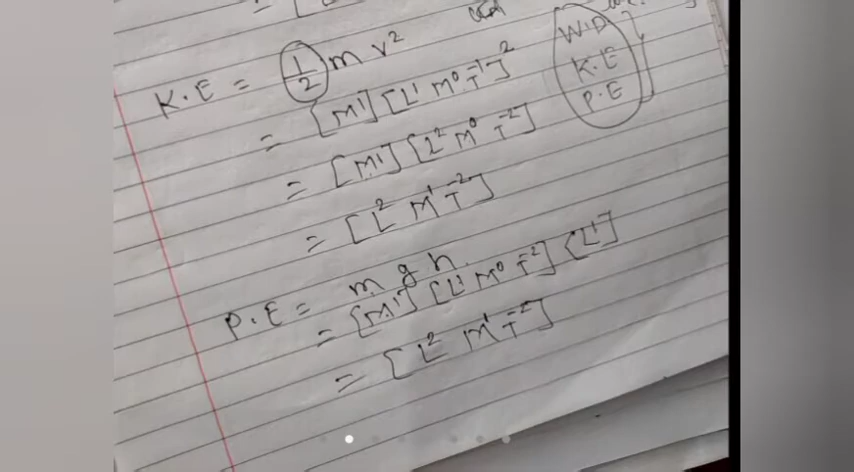 K.E = 1/2 m v²
= [M¹] [L¹ M⁰ T⁻¹]²
= [M¹] [L² M⁰ T⁻²]
= [L² M¹ T⁻²]
W.D
K.E
P.E
P.E = m g h
= [M¹] [L¹ M⁰ T⁻²] [L¹]
= [L² M¹ T⁻²]